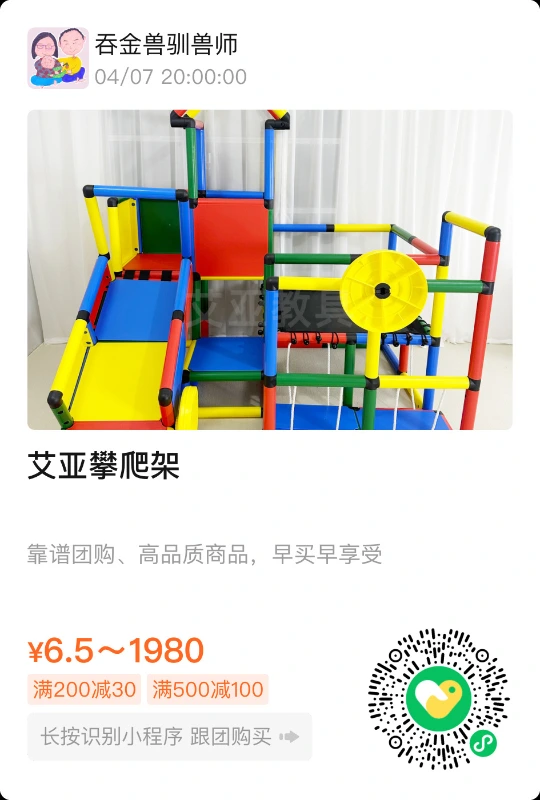 吞金兽驯兽师
04/07 20:00:00
艾亚教具
艾亚攀爬架
靠谱团购、高品质商品，早买早享受
¥6.5～1980
满200减30 满500减100
长按识别小程序 跟团购买